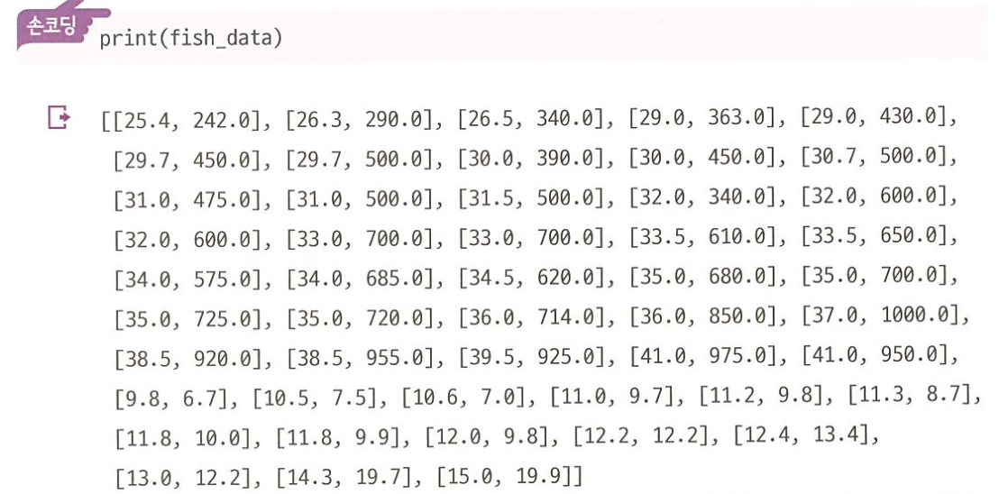 손코딩
print(fish_data)
[[25.4, 242.0], [26.3, 290.0], [26.5, 340.0], [29.0, 363.0], [29.0, 430.0],
[29.7, 450.0], [29.7, 500.0], [30.0, 390.0], [30.0, 450.0], [30.7, 500.0],
[31.0, 475.0], [31.0, 500.0], [31.5, 500.0], [32.0, 340.0], [32.0, 600.0],
[32.0, 600.0], [33.0, 700.0], [33.0, 700.0], [33.5, 610.0], [33.5, 650.0],
[34.0, 575.0], [34.0, 685.0], [34.5, 620.0], [35.0, 680.0], [35.0, 700.0],
[35.0, 725.0], [35.0, 720.0], [36.0, 714.0], [36.0, 850.0], [37.0, 1000.0],
[38.5, 920.0], [38.5, 955.0], [39.5, 925.0], [41.0, 975.0], [41.0, 950.0],
[9.8, 6.7], [10.5, 7.5], [10.6, 7.0], [11.0, 9.7], [11.2, 9.8], [11.3, 8.7],
[11.8, 10.0], [11.8, 9.9], [12.0, 9.8], [12.2, 12.2], [12.4, 13.4],
[13.0, 12.2], [14.3, 19.7], [15.0, 19.9]]